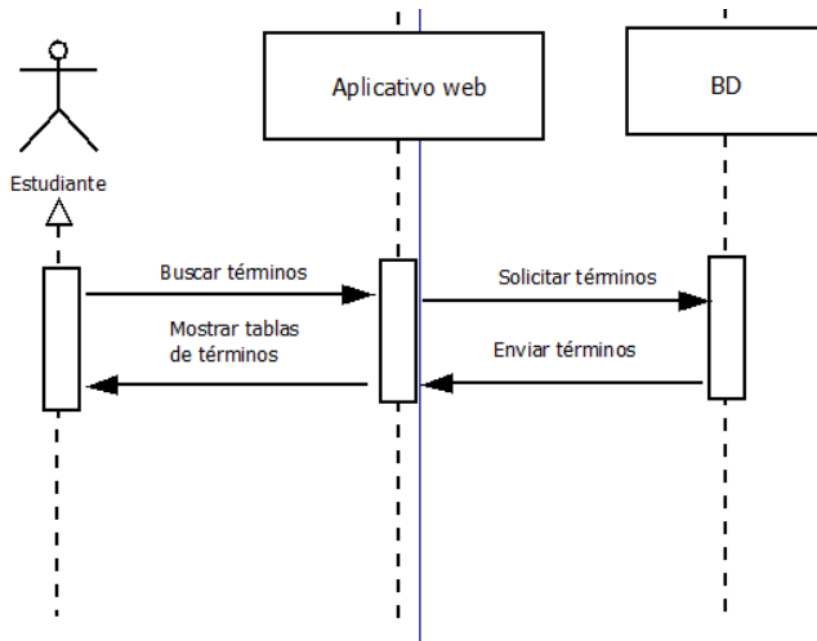 Aplicativo web
BD
Estudiante
Buscar términos
Solicitar términos
Mostrar tablas
de términos
Enviar términos